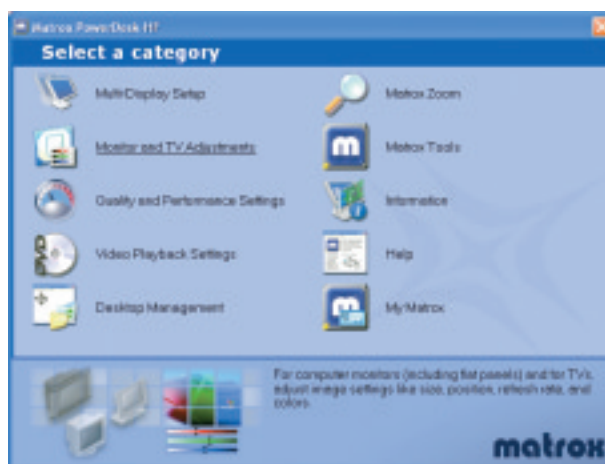 Matrox PowerDesk HF
Select a category
Multi-Display Setup
Matrox Zoom
Monitor and TV Adjustments
Matrox Tools
Quality and Performance Settings
Information
Video Playback Settings
Help
Desktop Management
My Matrox
For computer monitors (including flat panels) and for TVs,
adjust image settings like size, position, refresh rate, and
colors.
matrox